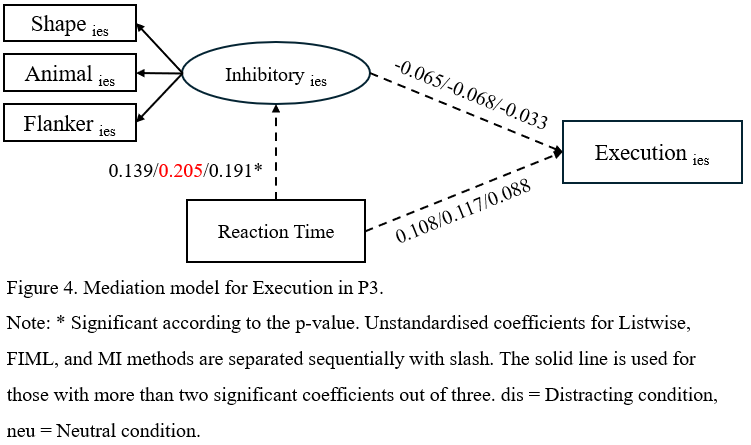 Shape ies
Animal ies
Flanker ies
Inhibitory ies
-0.065/-0.068/-0.033
Execution ies
0.139/0.205/0.191*
0.108/0.117/0.088
Reaction Time
Figure 4. Mediation model for Execution in P3.
Note: * Significant according to the p-value. Unstandardised coefficients for Listwise,
FIML, and MI methods are separated sequentially with slash. The solid line is used for
those with more than two significant coefficients out of three. dis = Distracting condition,
neu = Neutral condition.